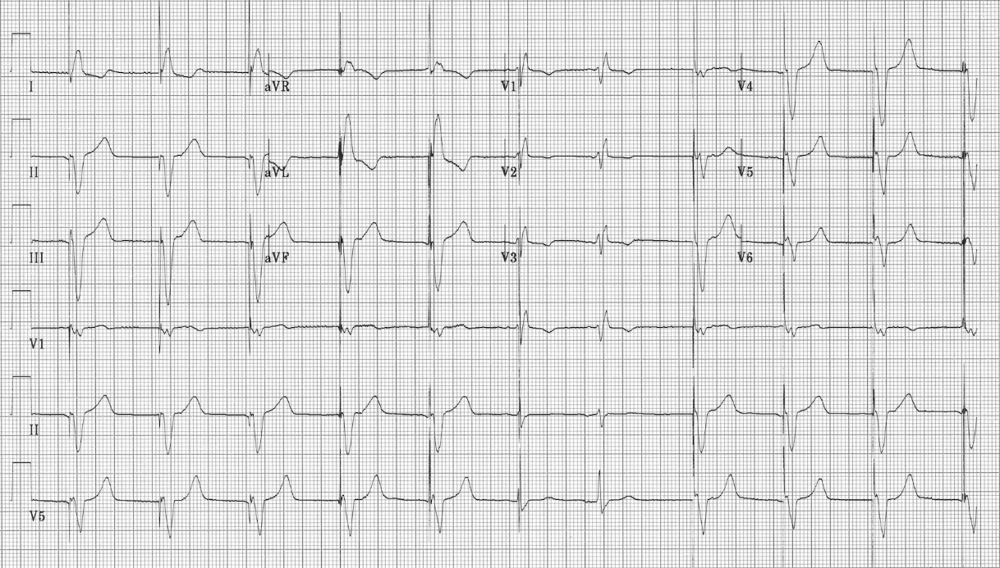 I aVR V1 V4
II aVL V2 V5
III aVF V3 V6
V1
II
V5